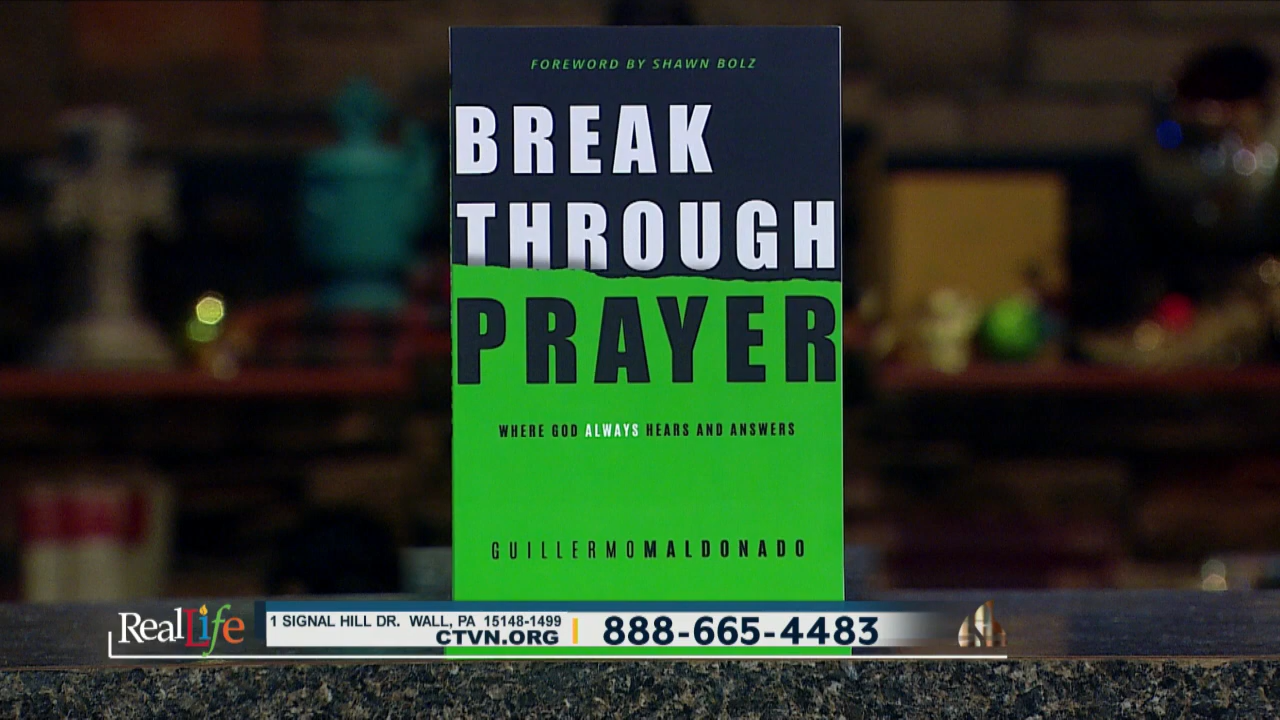 FOREWORD BY SHAWN BOLZ
BREAK
THROUGH
PRAYER
WHERE GOD ALWAYS HEARS AND ANSWERS
GUILLERMOMALDONADO
RealLife
1 SIGNAL HILL DR. WALL, PA 15148-1499
CTVN.ORG
888-665-4483